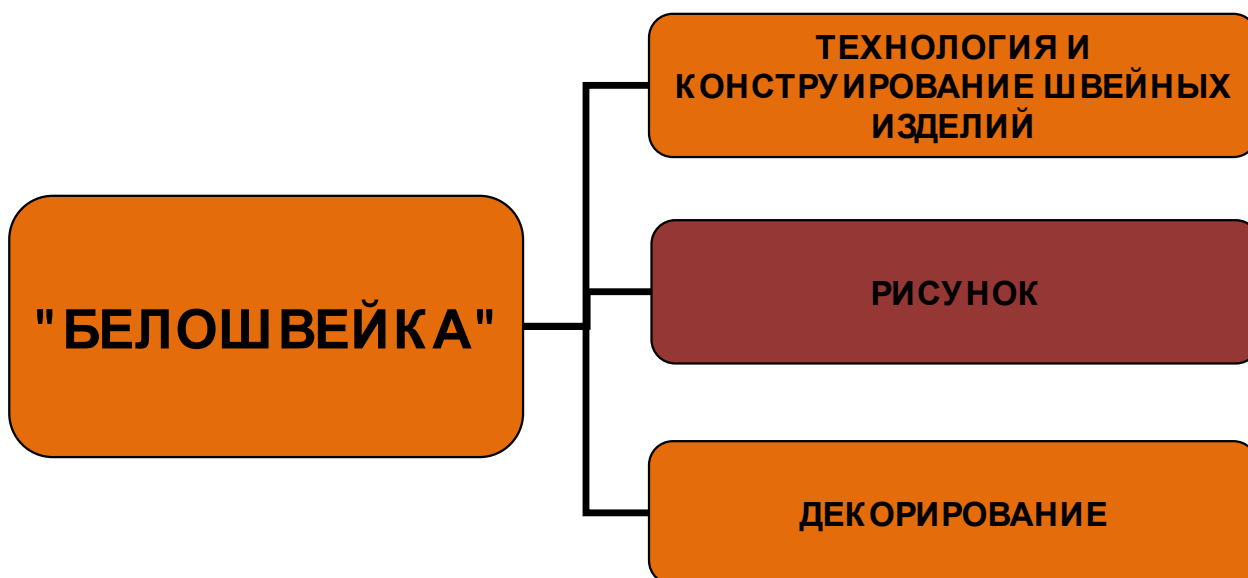 ТЕХНОЛОГИЯ И
КОНСТРУИРОВАНИЕ ШВЕЙНЫХ
ИЗДЕЛИЙ
"БЕЛОШВЕЙКА"
РИСУНОК
ДЕКОРИРОВАНИЕ